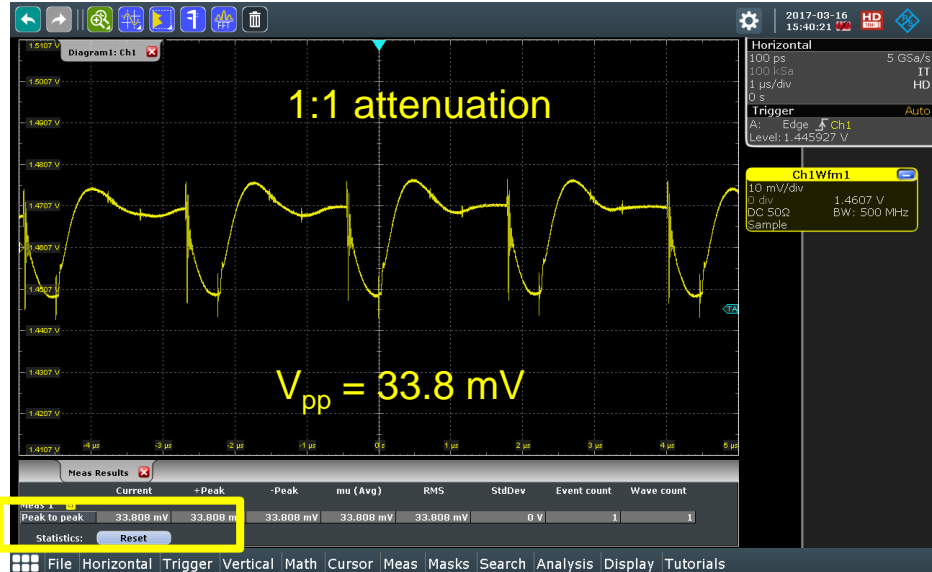 FFT
2017-03-16
15:40:21
HD
Diagram1: Ch1
1:1 attenuation
1.5107 V
1.5007 V
1.4907 V
1.4807 V
1.4707 V
1.4607 V
1.4507 V
1.4407 V
1.4307 V
1.4207 V
1.4107 V
TA
Vpp = 33.8 mV
-4 µs -3 µs -2 µs -1 µs 0 s 1 µs 2 µs 3 µs 4 µs 5 µs
Horizontal
100 ps 5 GSa/s
100 kSa IT
1 µs/div HD
0 s
Trigger Auto
A: Edge Ch1
Level: 1.445927 V
Ch1Wfm1
10 mV/div
0 div 1.4607 V
DC 50Ω BW: 500 MHz
Sample
Meas Results
Current +Peak -Peak mu (Avg) RMS StdDev Event count Wave count
Meas 1
Peak to peak 33.808 mV 33.808 mV 33.808 mV 33.808 mV 33.808 mV 0 V 1 1
Statistics: Reset
File Horizontal Trigger Vertical Math Cursor Meas Masks Search Analysis Display Tutorials